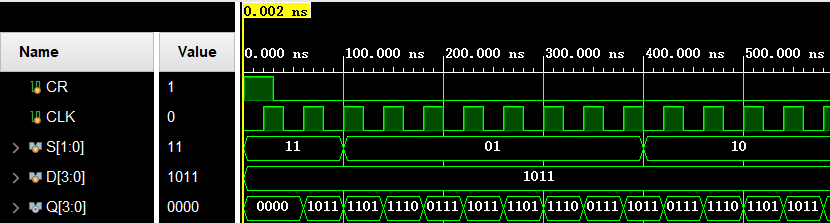 0.002 ns
Name Value 0.000 ns 100.000 ns 200.000 ns 300.000 ns 400.000 ns 500.000 ns
CR 1
CLK 0
S[1:0] 11 11 01 10
D[3:0] 1011 1011
Q[3:0] 0000 0000 1011 1101 1110 0111 1011 1101 1110 0111 1011 0111 1110 1101 1011